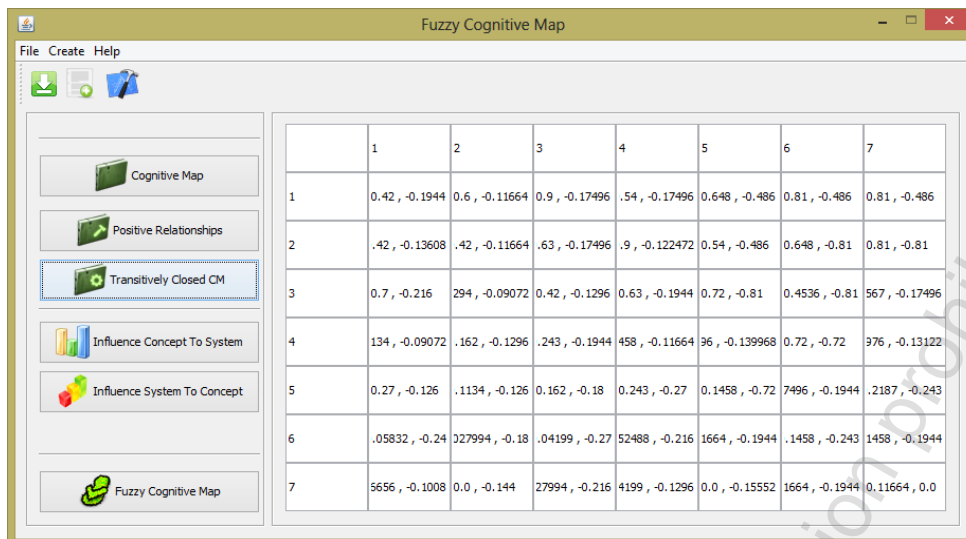 Fuzzy Cognitive Map
File Create Help
Cognitive Map
Positive Relationships
Transitively Closed CM
Influence Concept To System
Influence System To Concept
Fuzzy Cognitive Map
1 2 3 4 5 6 7
1 0.42 , -0.1944 0.6 , -0.11664 0.9 , -0.17496 .54 , -0.17496 0.648 , -0.486 0.81 , -0.486 0.81 , -0.486
2 .42 , -0.13608 .42 , -0.11664 .63 , -0.17496 .9 , -0.122472 0.54 , -0.486 0.648 , -0.81 0.81 , -0.81
3 0.7 , -0.216 294 , -0.09072 0.42 , -0.1296 0.63 , -0.1944 0.72 , -0.81 0.4536 , -0.81 567 , -0.17496
4 134 , -0.09072 .162 , -0.1296 .243 , -0.1944 458 , -0.11664 96 , -0.139968 0.72 , -0.72 976 , -0.13122
5 0.27 , -0.126 .1134 , -0.126 0.162 , -0.18 0.243 , -0.27 0.1458 , -0.72 7496 , -0.1944 .2187 , -0.243
6 .05832 , -0.24 027994 , -0.18 .04199 , -0.27 52488 , -0.216 1664 , -0.1944 .1458 , -0.243 1458 , -0.1944
7 5656 , -0.1008 0.0 , -0.144 27994 , -0.216 4199 , -0.1296 0.0 , -0.15552 1664 , -0.1944 0.11664 , 0.0